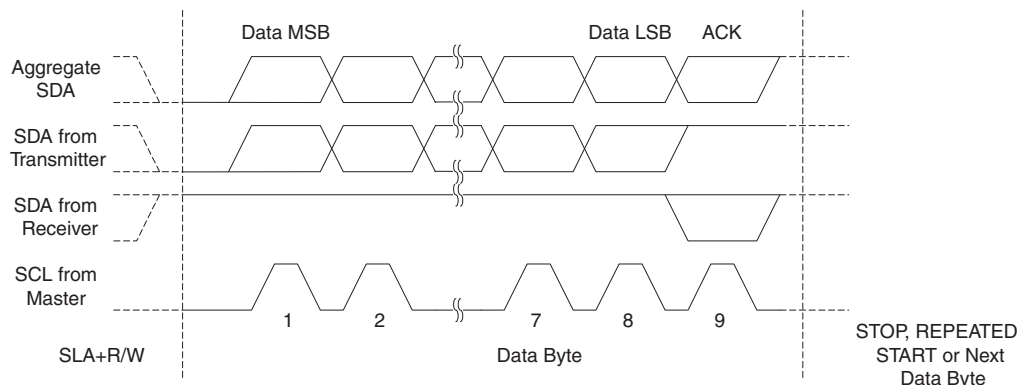 Data MSB
Data LSB
ACK
Aggregate
SDA
SDA from
Transmitter
SDA from
Receiver
SCL from
Master
1
2
7
8
9
SLA+R/W
Data Byte
STOP, REPEATED
START or Next
Data Byte